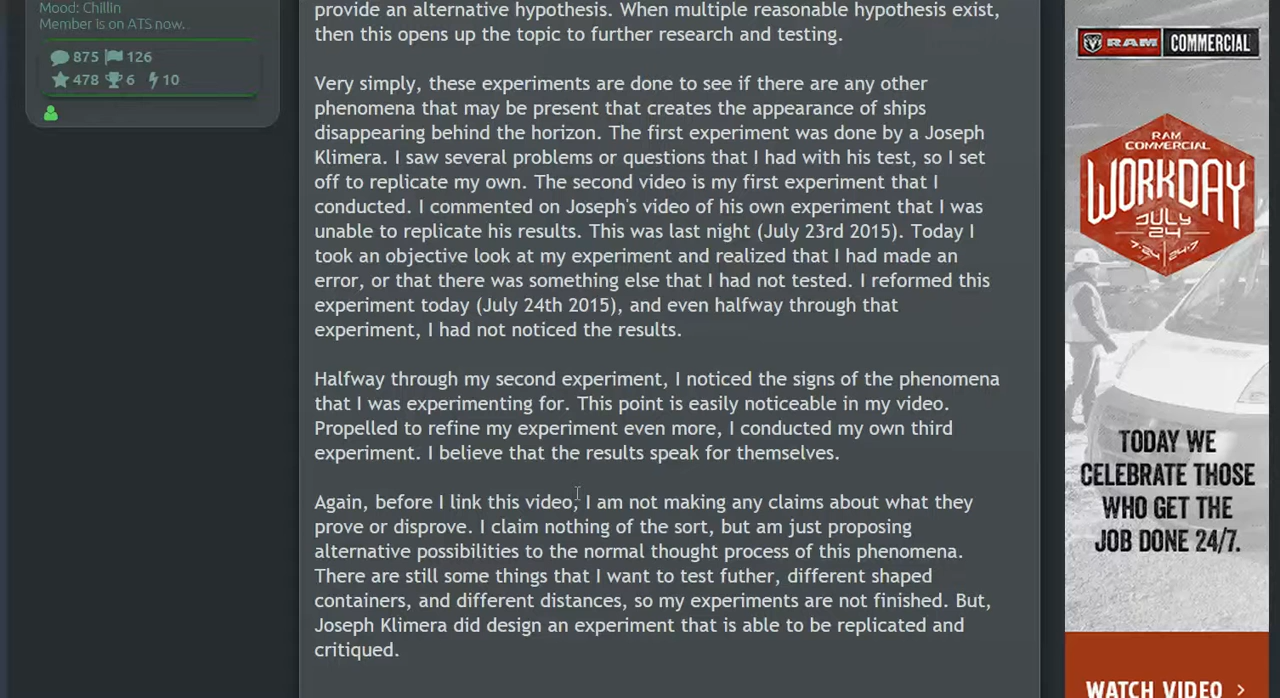 Mood: Chillin
Member is on ATS now.
875 126
478 6 10
provide an alternative hypothesis. When multiple reasonable hypothesis exist,
then this opens up the topic to further research and testing.
Very simply, these experiments are done to see if there are any other
phenomena that may be present that creates the appearance of ships
disappearing behind the horizon. The first experiment was done by a Joseph
Klimera. I saw several problems or questions that I had with his test, so I set
off to replicate my own. The second video is my first experiment that I
conducted. I commented on Joseph's video of his own experiment that I was
unable to replicate his results. This was last night (July 23rd 2015). Today I
took an objective look at my experiment and realized that I had made an
error, or that there was something else that I had not tested. I reformed this
experiment today (July 24th 2015), and even halfway through that
experiment, I had not noticed the results.
Halfway through my second experiment, I noticed the signs of the phenomena
that I was experimenting for. This point is easily noticeable in my video.
Propelled to refine my experiment even more, I conducted my own third
experiment. I believe that the results speak for themselves.
Again, before I link this video, I am not making any claims about what they
prove or disprove. I claim nothing of the sort, but am just proposing
alternative possibilities to the normal thought process of this phenomena.
There are still some things that I want to test futher, different shaped
containers, and different distances, so my experiments are not finished. But,
Joseph Klimera did design an experiment that is able to be replicated and
critiqued.
RAM COMMERCIAL
RAM
COMMERCIAL
WORKDAY
JULY
24
7-24 24-7
TODAY WE
CELEBRATE THOSE
WHO GET THE
JOB DONE 24/7.
WATCH VIDEO >